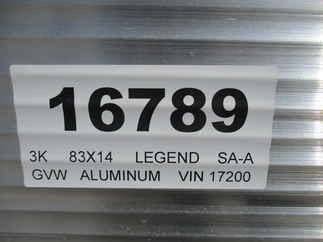 16789
3K 83X14 LEGEND SA-A
GVW ALUMINUM VIN 17200